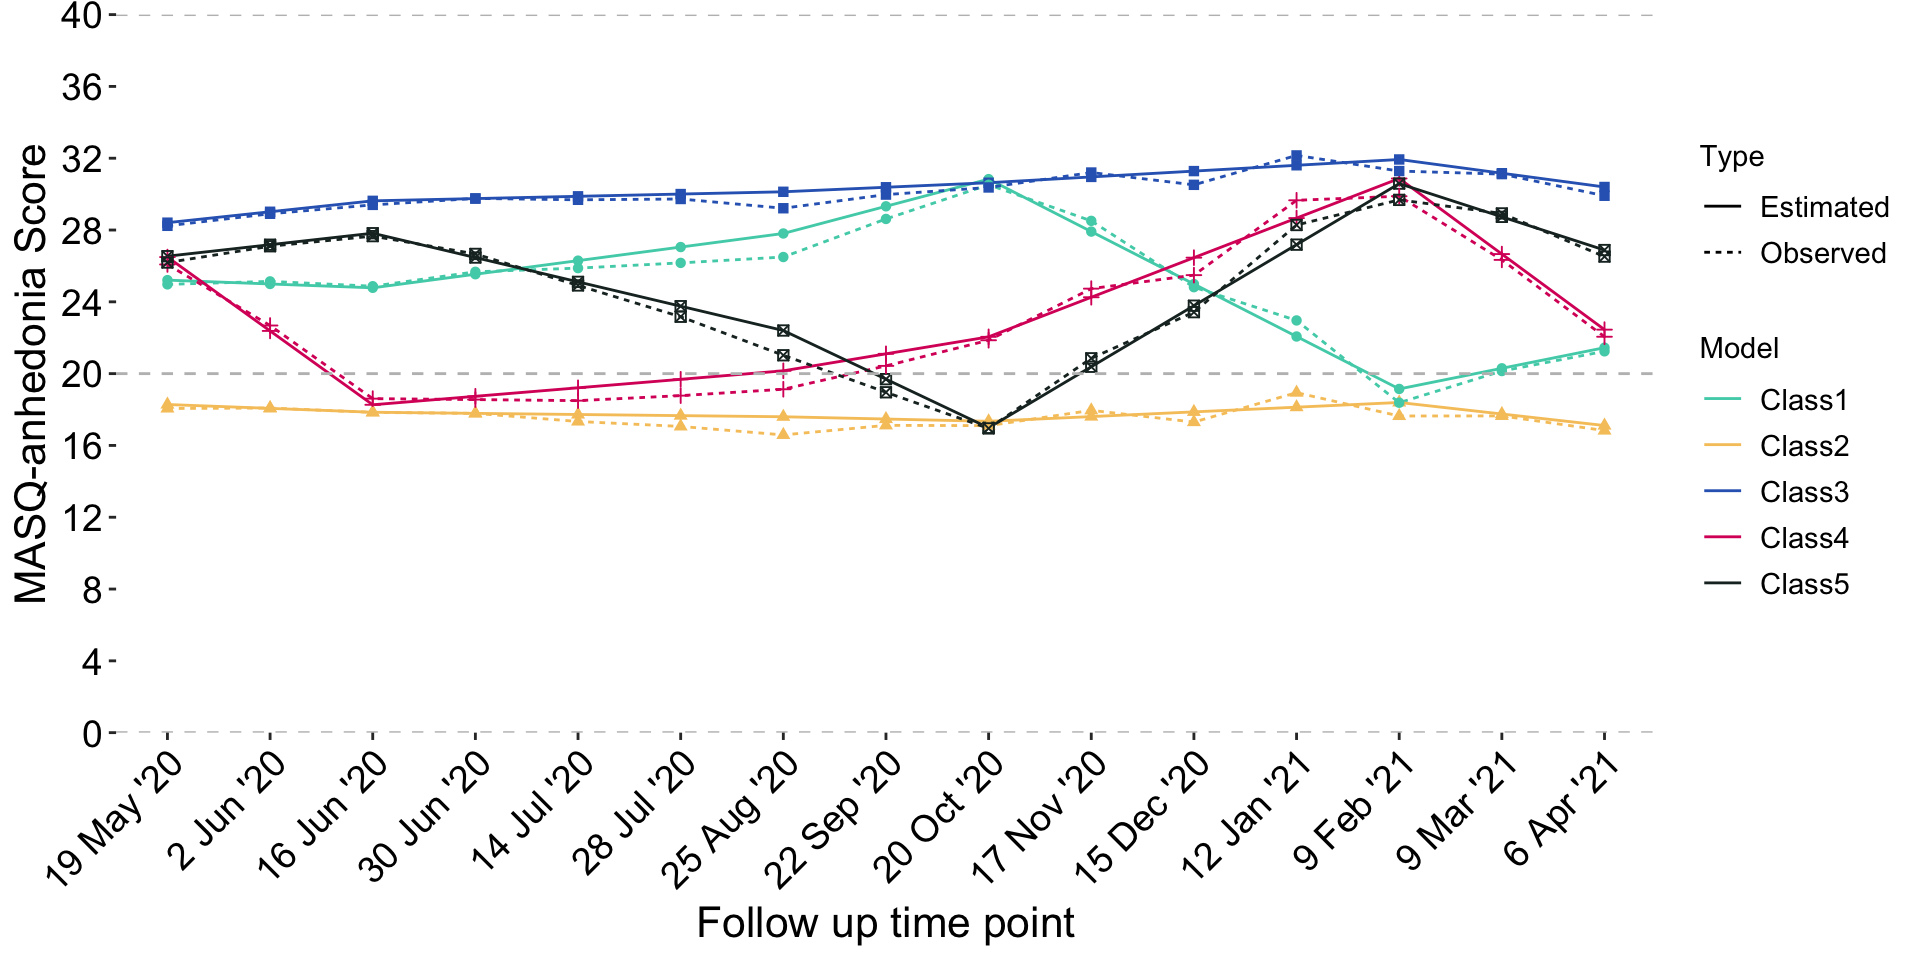 MASQ-anhedonia Score
40
36
32
28
24
20
16
12
8
4
0
19 May '20
2 Jun '20
16 Jun '20
30 Jun '20
14 Jul '20
28 Jul '20
25 Aug '20
22 Sep '20
20 Oct '20
17 Nov '20
15 Dec '20
12 Jan '21
9 Feb '21
9 Mar '21
6 Apr '21
Follow up time point
Type
Estimated
Observed
Model
Class1
Class2
Class3
Class4
Class5